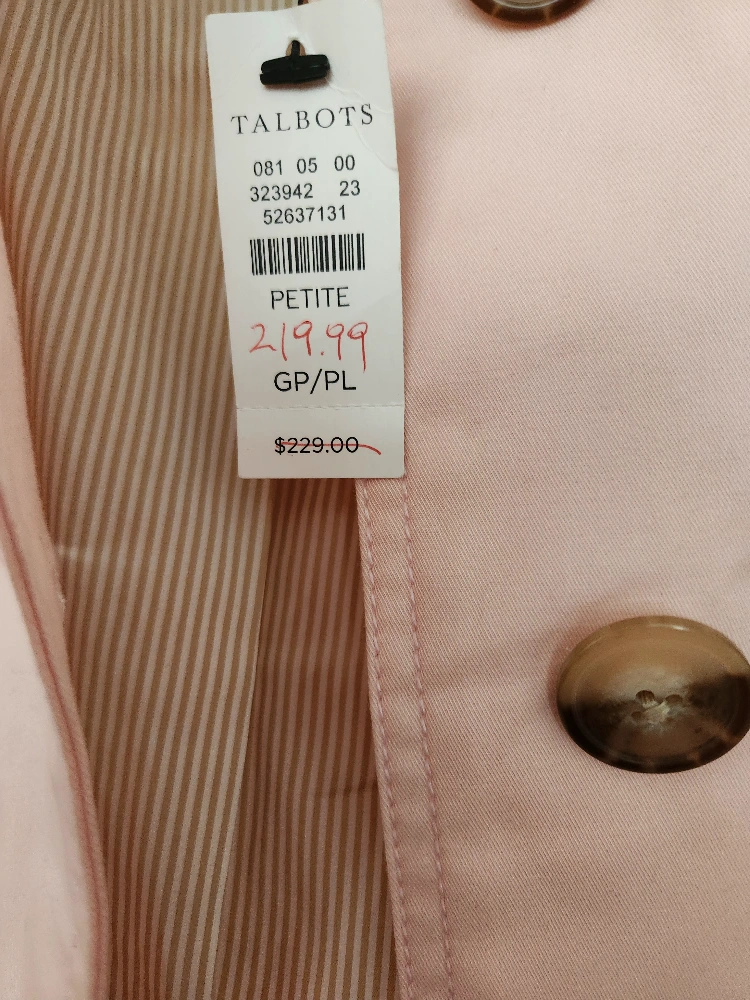 TALBOTS
081 05 00
323942 23
52637131
PETITE
219.99
GP/PL
$229.00